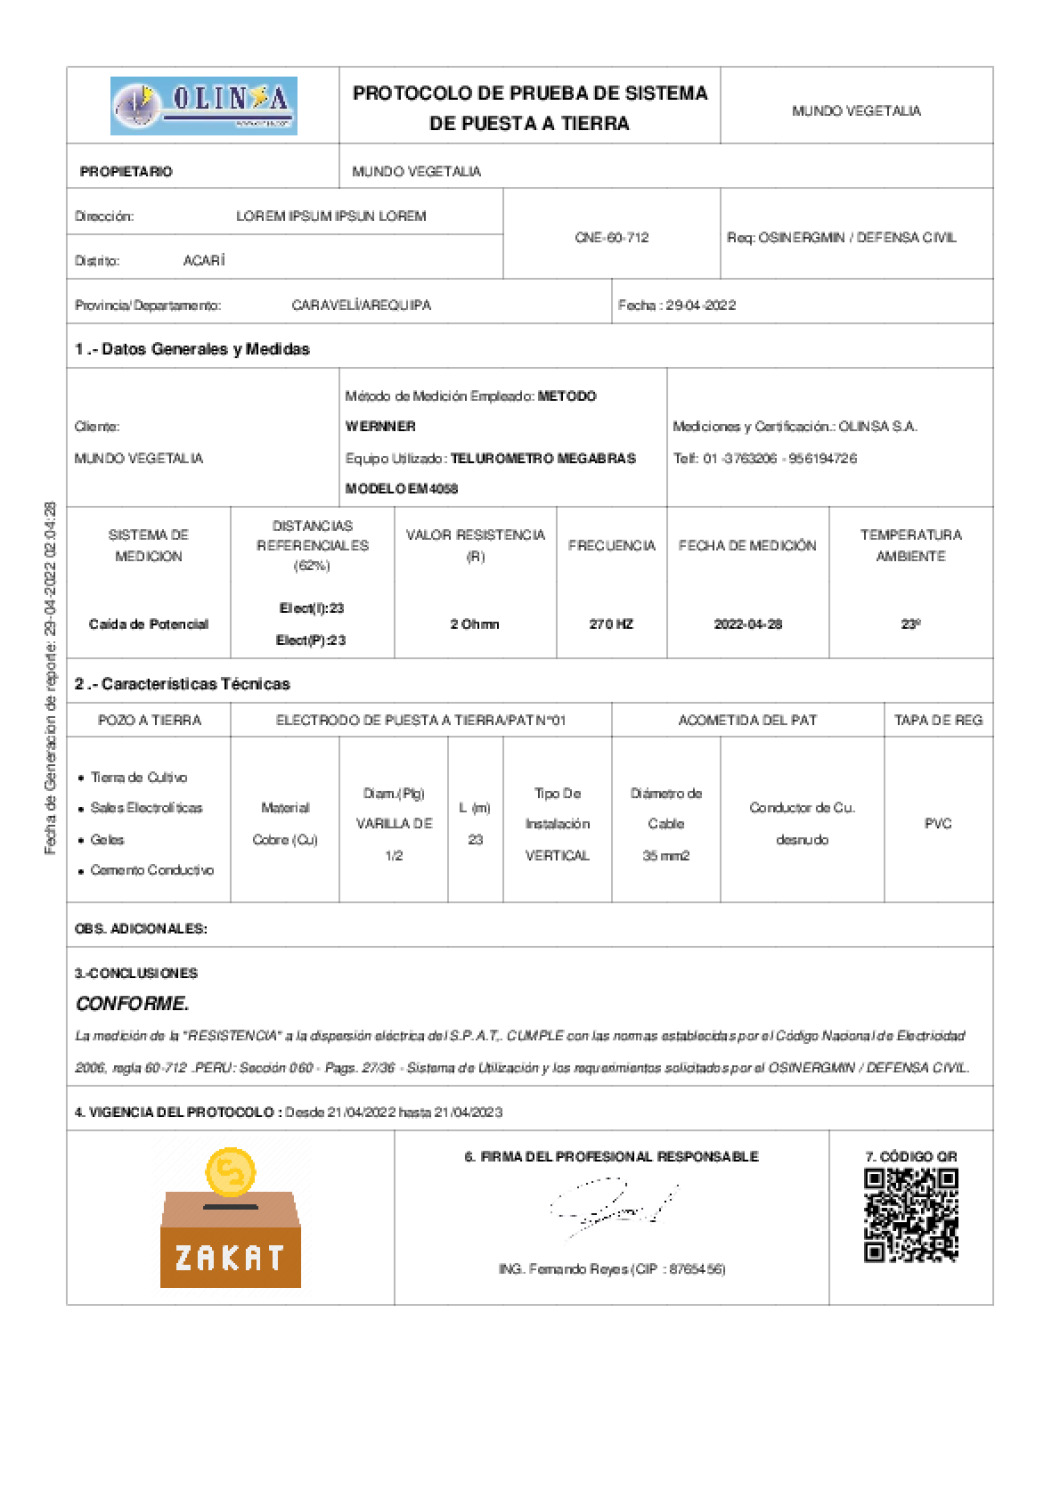 OLINSA
PROTOCOLO DE PRUEBA DE SISTEMA
DE PUESTA A TIERRA
MUNDO VEGETALIA
PROPIETARIO
MUNDO VEGETALIA
Dirección: LOREM IPSUM IPSUN LOREM
CNE-60-712
Req: OSINERGMIN / DEFENSA CIVIL
Distrito: ACARÍ
Provincia/Departamento: CARAVELÍ/AREQUIPA
Fecha : 29-04-2022
1 .- Datos Generales y Medidas
Cliente:
MUNDO VEGETALIA
Método de Medición Empleado: METODO
WERNNER
Equipo Utilizado: TELUROMETRO MEGABRAS
MODELO EM4058
Mediciones y Certificación.: OLINSA S.A.
Telf: 01 -3763206 - 956194726
SISTEMA DE
MEDICION
DISTANCIAS
REFERENCIALES
(62%)
VALOR RESISTENCIA
(R)
FRECUENCIA
FECHA DE MEDICIÓN
TEMPERATURA
AMBIENTE
Caída de Potencial
Elect(I):23
Elect(P):23
2 Ohmn
270 HZ
2022-04-28
23º
2 .- Características Técnicas
POZO A TIERRA
ELECTRODO DE PUESTA A TIERRA/PAT N°01
ACOMETIDA DEL PAT
TAPA DE REG
• Tierra de Cultivo
• Sales Electrolíticas
• Geles
• Cemento Conductivo
Material
Cobre (Cu)
Diam.(Plg)
VARILLA DE
1/2
L (m)
23
Tipo De
Instalación
VERTICAL
Diámetro de
Cable
35 mm2
Conductor de Cu.
desnudo
PVC
OBS. ADICIONALES:
3.-CONCLUSIONES
CONFORME.
La medición de la "RESISTENCIA" a la dispersión eléctrica del S.P.A.T,. CUMPLE con las normas establecidas por el Código Nacional de Electricidad
2006, regla 60-712 .PERU: Sección 060 - Pags. 27/36 - Sistema de Utilización y los requerimientos solicitados por el OSINERGMIN / DEFENSA CIVIL.
4. VIGENCIA DEL PROTOCOLO : Desde 21/04/2022 hasta 21/04/2023
ZAKAT
6. FIRMA DEL PROFESIONAL RESPONSABLE
ING. Fernando Reyes (CIP : 8765456)
7. CÓDIGO QR
Fecha de Generacion de reporte: 29-04-2022 02:04:28